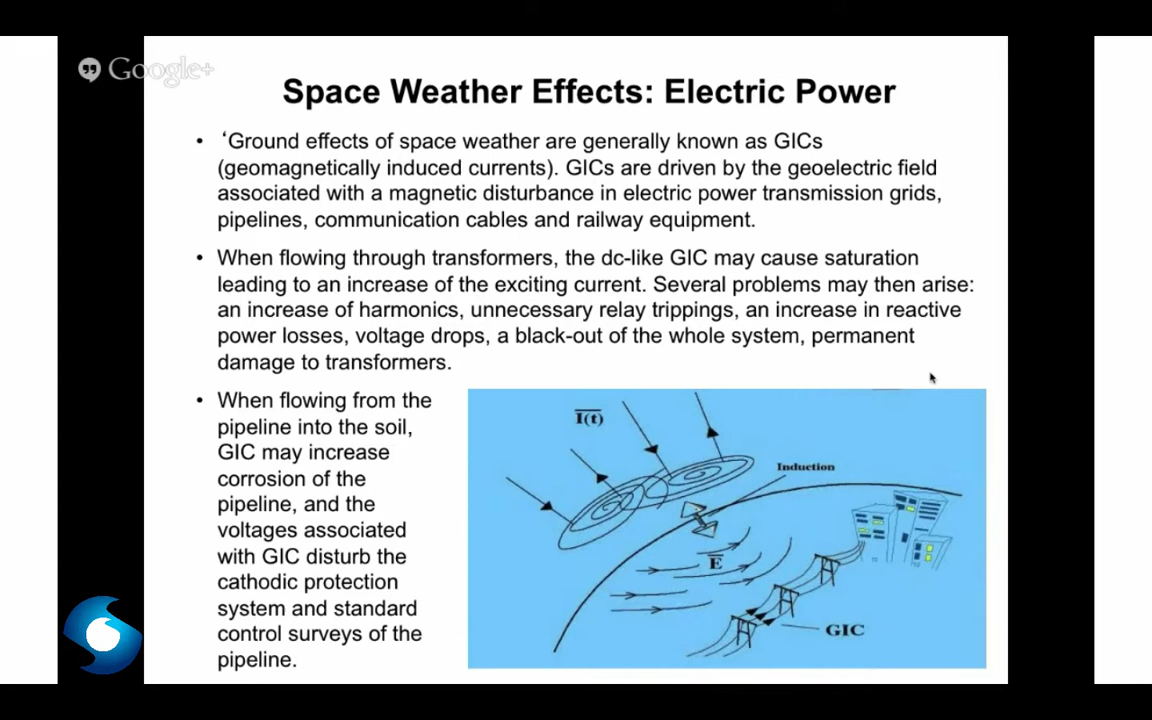 Google+
Space Weather Effects: Electric Power
• ‘Ground effects of space weather are generally known as GICs
(geomagnetically induced currents). GICs are driven by the geoelectric field
associated with a magnetic disturbance in electric power transmission grids,
pipelines, communication cables and railway equipment.
• When flowing through transformers, the dc-like GIC may cause saturation
leading to an increase of the exciting current. Several problems may then arise:
an increase of harmonics, unnecessary relay trippings, an increase in reactive
power losses, voltage drops, a black-out of the whole system, permanent
damage to transformers.
• When flowing from the
pipeline into the soil,
GIC may increase
corrosion of the
pipeline, and the
voltages associated
with GIC disturb the
cathodic protection
system and standard
control surveys of the
pipeline.
I(t)
Induction
E
GIC